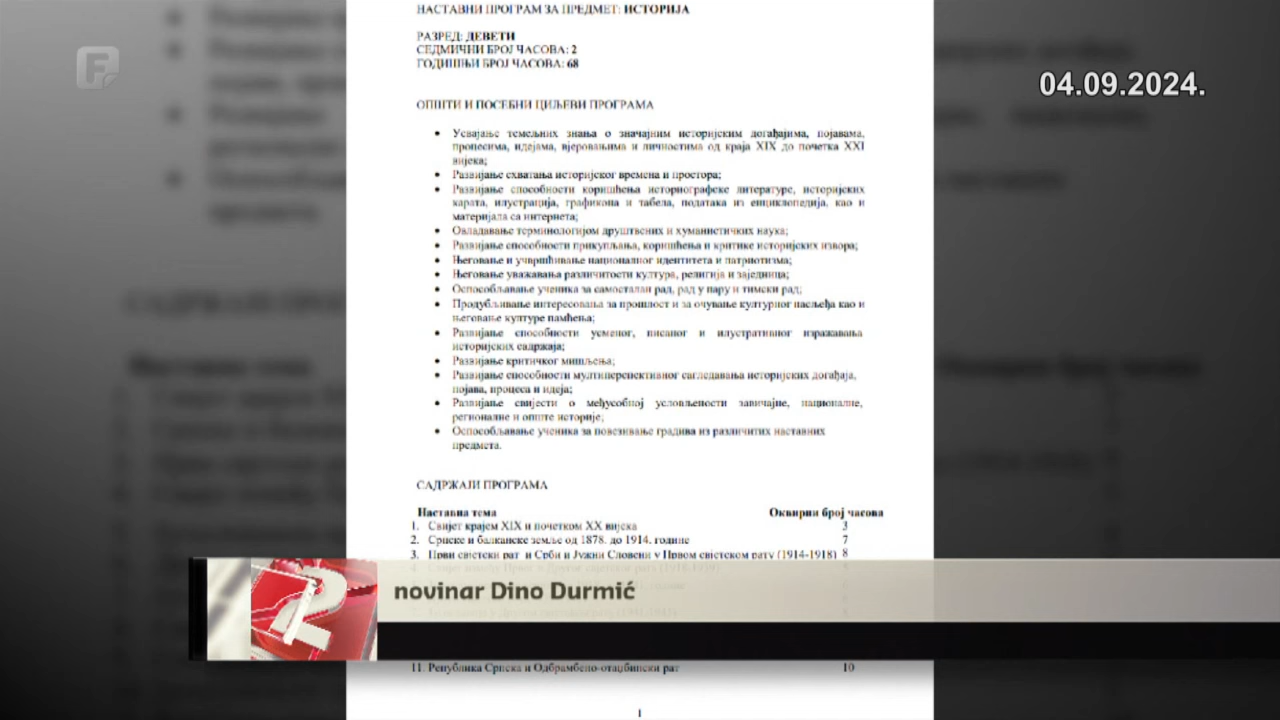 НАСТАВНИ ПРОГРАМ ЗА ПРЕДМЕТ: ИСТОРИЈА
РАЗРЕД: ДЕВЕТИ
СЕДМИЧНИ БРОЈ ЧАСОВА: 2
ГОДИШЊИ БРОЈ ЧАСОВА: 68
04.09.2024.
ОПШТИ И ПОСЕБНИ ЦИЉЕВИ ПРОГРАМА
• Усвајање темељних знања о значајним историјским догађајима, појавама,
процесима, идејама, вјеровањима и личностима од краја XIX до почетка XXI
вијека;
• Развијање схватања историјског времена и простора;
• Развијање способности коришћења историографске литературе, историјских
карата, илустрација, графикона и табела, података из енциклопедија, као и
материјала са интернета;
• Овладавање терминологијом друштвених и хуманистичких наука;
• Развијање способности прикупљања, коришћења и критике историјских извора;
• Његовање и учвршћивање националног идентитета и патриотизма;
• Његовање уважавања различитости култура, религија и заједница;
• Оспособљавање ученика за самосталан рад, рад у пару и тимски рад;
• Продубљивање интересовања за прошлост и за очување културног насљеђа као и
његовање културе памћења;
• Развијање способности усменог, писаног и илустративног изражавања
историјских садржаја;
• Развијање критичког мишљења;
• Развијање способности мултиперспективног сагледавања историјских догађаја,
појава, процеса и идеја;
• Развијање свијести о међусобној условљености завичајне, националне,
регионалне и опште историје;
• Оспособљавање ученика за повезивање градива из различитих наставних
предмета.
САДРЖАЈИ ПРОГРАМА
Наставна тема Оквирни број часова
1. Свијет крајем XIX и почетком XX вијека 3
2. Српске и балканске земље од 1878. до 1914. године 7
3. Први свјетски рат и Срби и Јужни Словени у Првом свјетском рату (1914-1918) 8
novinar Dino Durmić
11. Република Српска и Одбрамбено-отаџбински рат 10
1